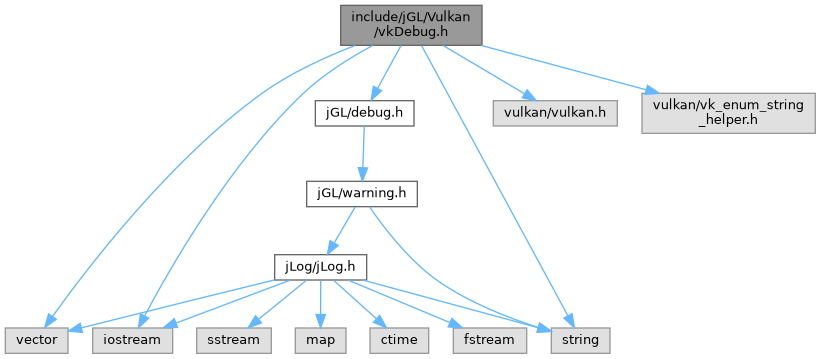 include/jGL/Vulkan
/vkDebug.h
jGL/debug.h
vulkan/vulkan.h
vulkan/vk_enum_string
_helper.h
jGL/warning.h
jLog/jLog.h
vector
iostream
sstream
map
ctime
fstream
string